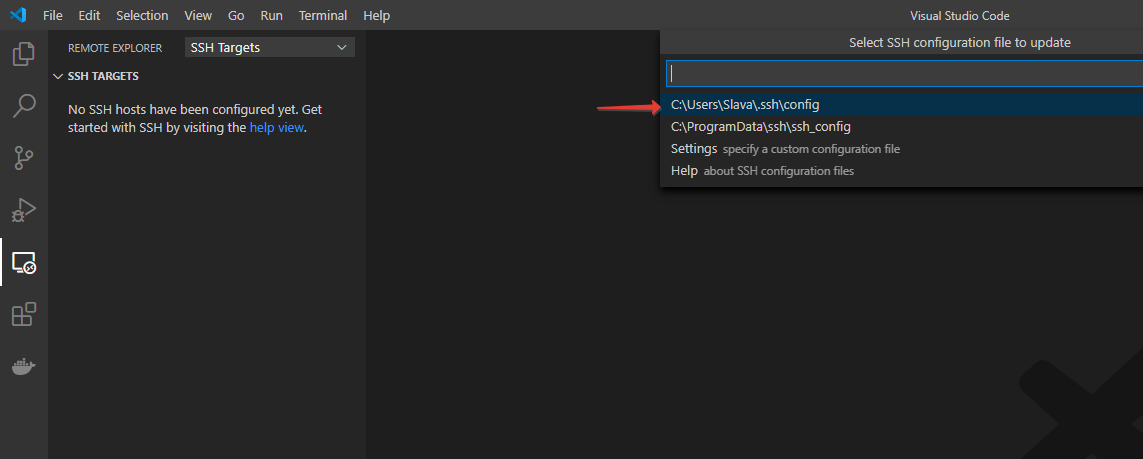 File Edit Selection View Go Run Terminal Help Visual Studio Code
REMOTE EXPLORER SSH Targets
SSH TARGETS
No SSH hosts have been configured yet. Get
started with SSH by visiting the help view.
Select SSH configuration file to update
C:\Users\Slava\.ssh\config
C:\ProgramData\ssh\ssh_config
Settings specify a custom configuration file
Help about SSH configuration files